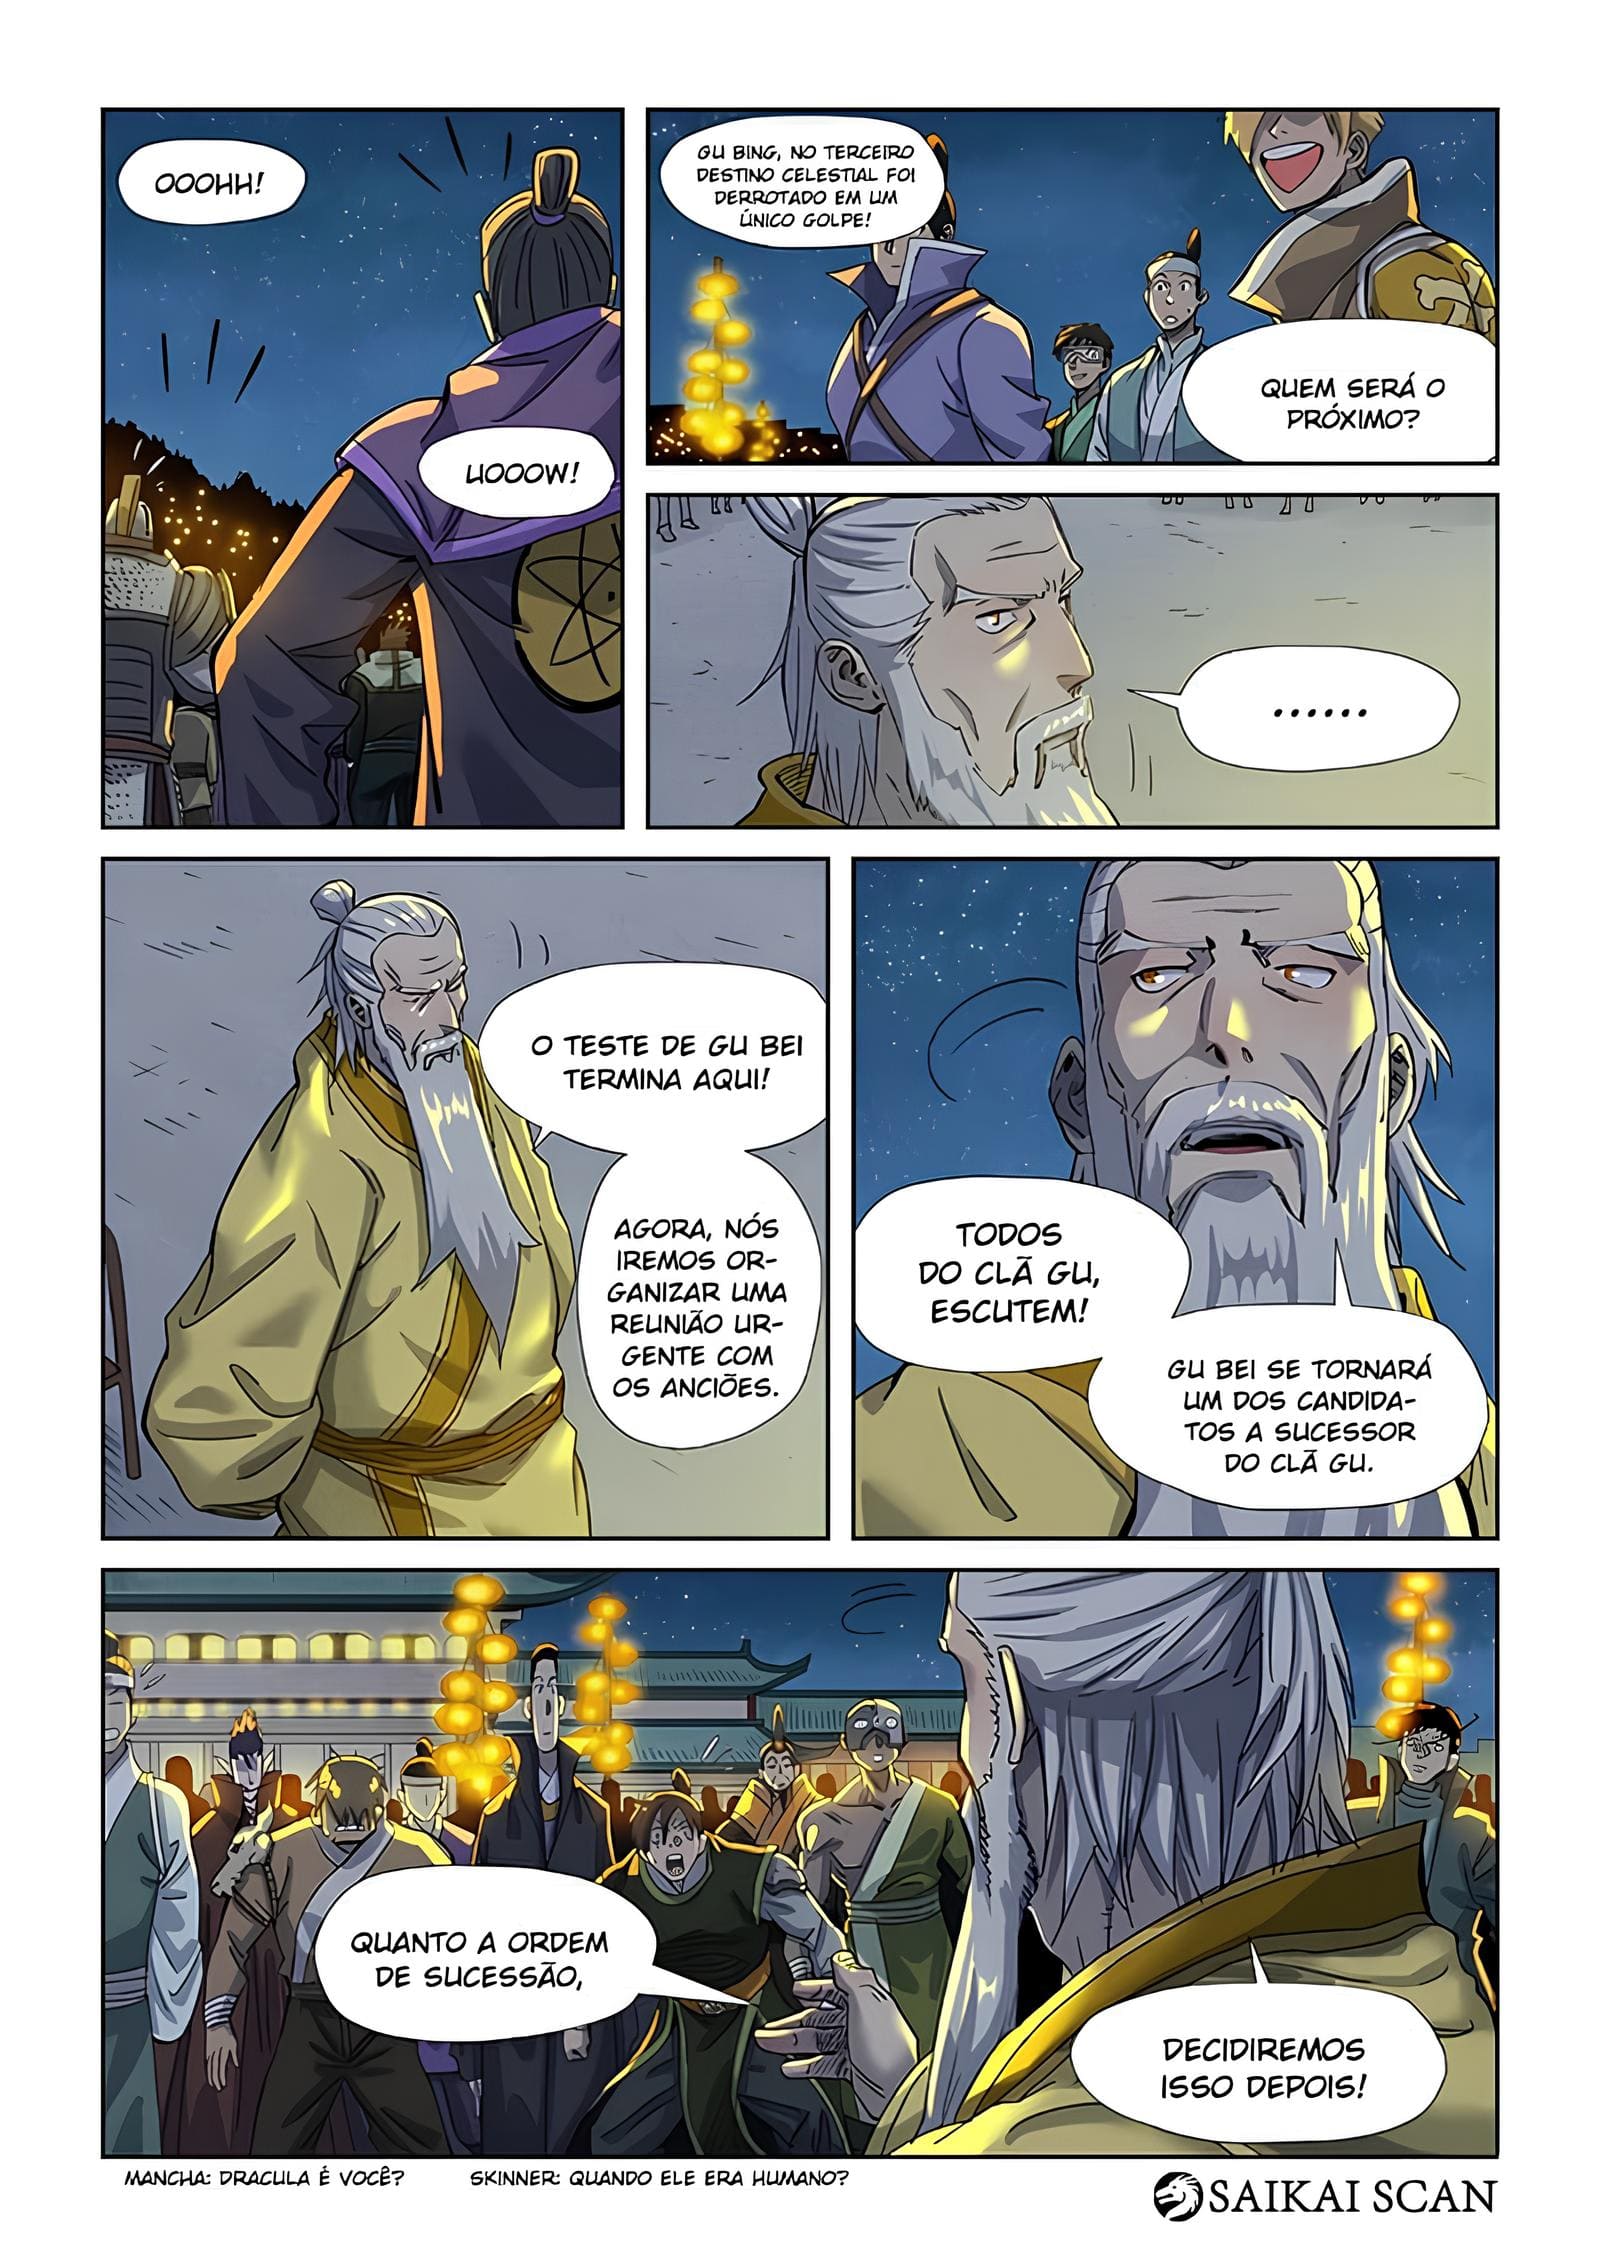 OOOHH!
UOOOW!
GU BING, NO TERCEIRO
DESTINO CELESTIAL FOI
DERROTADO EM UM
ÚNICO GOLPE!
QUEM SERÁ O
PRÓXIMO?
......
O TESTE DE GU BEI
TERMINA AQUI!
AGORA, NÓS
IREMOS OR-
GANIZAR UMA
REUNIÃO UR-
GENTE COM
OS ANCIÕES.
TODOS
DO CLÃ GU,
ESCUTEM!
GU BEI SE TORNARÁ
UM DOS CANDIDA-
TOS A SUCESSOR
DO CLÃ GU.
QUANTO A ORDEM
DE SUCESSÃO,
DECIDIREMOS
ISSO DEPOIS!
MANCHA: DRACULA É VOCÊ?
SKINNER: QUANDO ELE ERA HUMANO?
SAIKAI SCAN